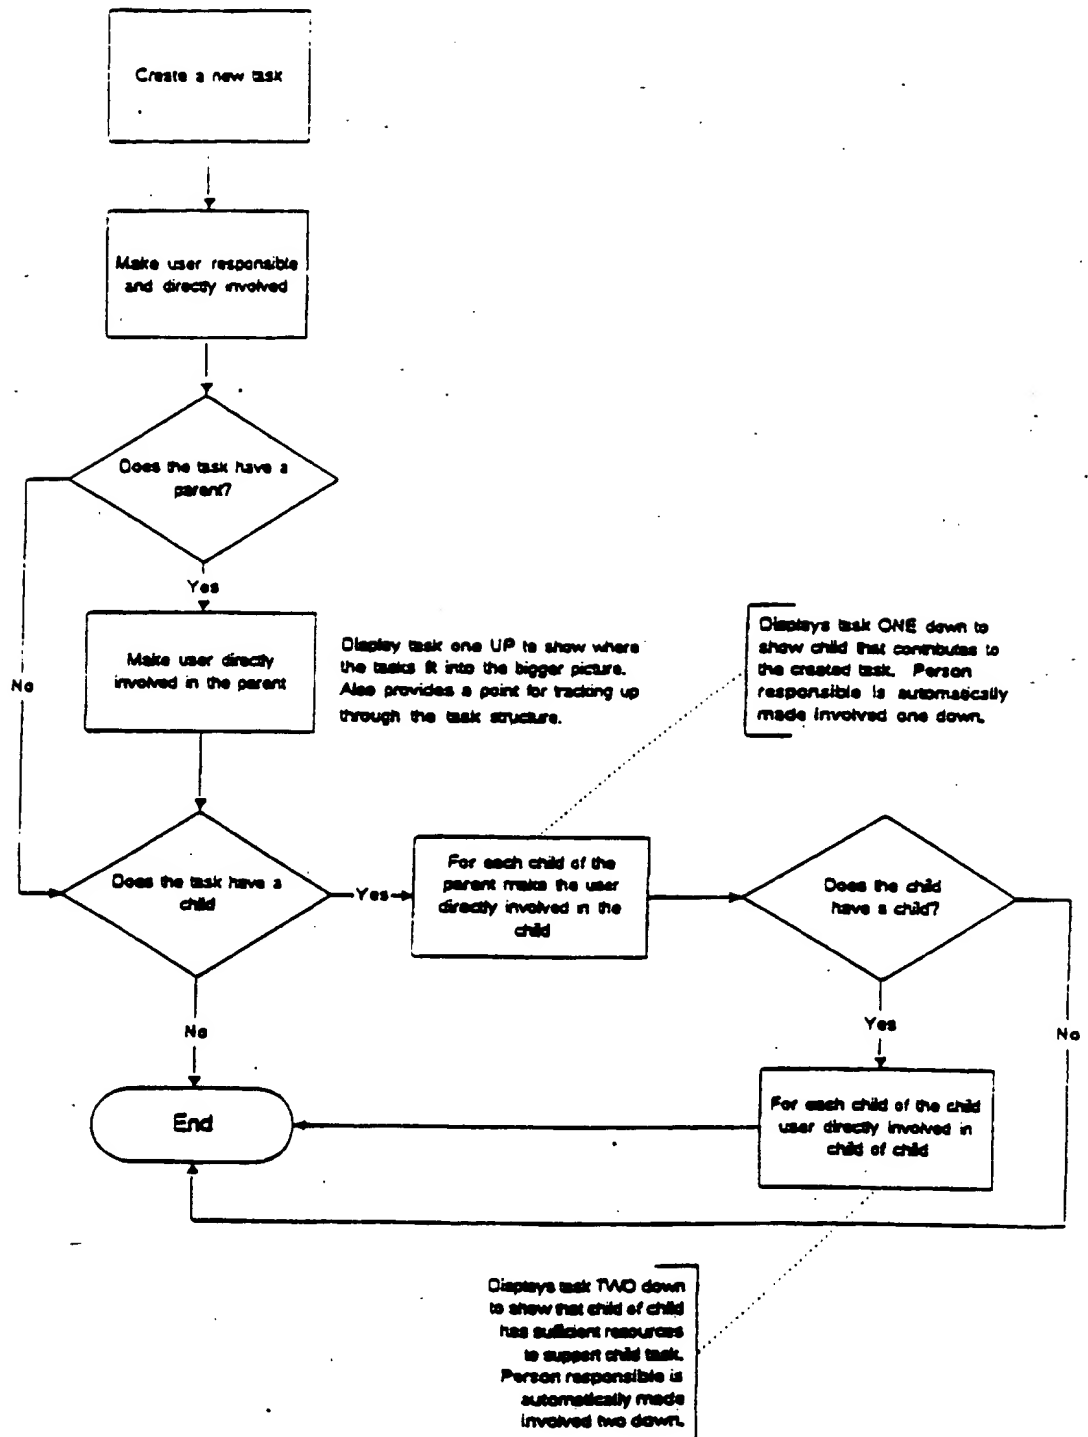 Create a new task
Make user responsible
and directly involved
Does the task have a
parent?
Yes
No
Make user directly
involved in the parent
Display task one UP to show where
the tasks fit into the bigger picture.
Also provides a point for tracking up
through the task structure.
Displays task ONE down to
show child that contributes to
the created task. Person
responsible is automatically
made involved one down.
Does the task have a
child
Yes
For each child of the
parent make the user
directly involved in the
child
Does the child
have a child?
No
Yes
No
End
For each child of the child
user directly involved in
child of child
Displays task TWO down
to show that child of child
has sufficient resources
to support child task.
Person responsible is
automatically made
involved two down.